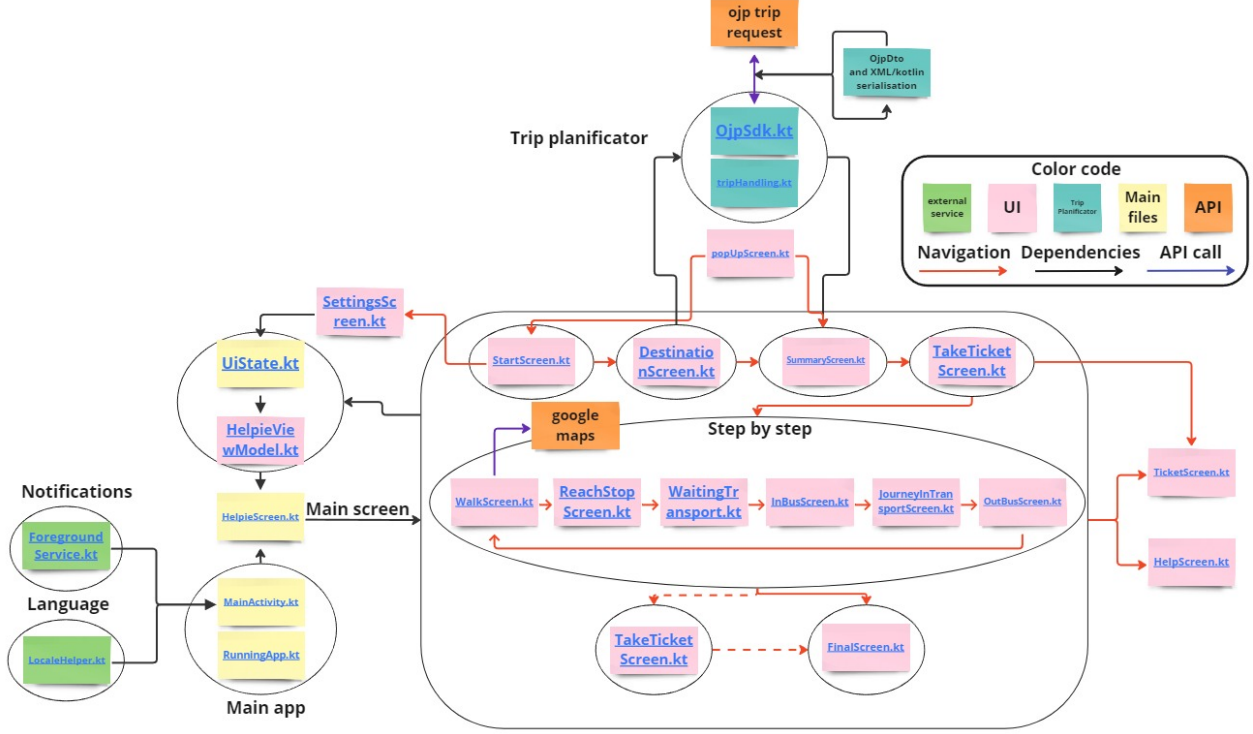 ojp trip
request
OjpDto
and XML/kotlin
serialisation
Trip planificator
OjpSdk.kt
tripHandling.kt
Color code
external
service
UI
Trip
Planificator
Main
files
API
Navigation
Dependencies
API call
popUpScreen.kt
SettingsSc
reen.kt
UiState.kt
HelpieVie
wModel.kt
StartScreen.kt
Destinatio
nScreen.kt
SummaryScreen.kt
TakeTicket
Screen.kt
google
maps
Step by step
WalkScreen.kt
ReachStop
Screen.kt
WaitingTr
ansport.kt
InBusScreen.kt
JourneyInTran
sportScreen.kt
OutBusScreen.kt
TicketScreen.kt
HelpScreen.kt
Notifications
Foreground
Service.kt
HelpieScreen.kt
Main screen
Language
LocaleHelper.kt
MainActivity.kt
RunningApp.kt
Main app
TakeTicket
Screen.kt
FinalScreen.kt